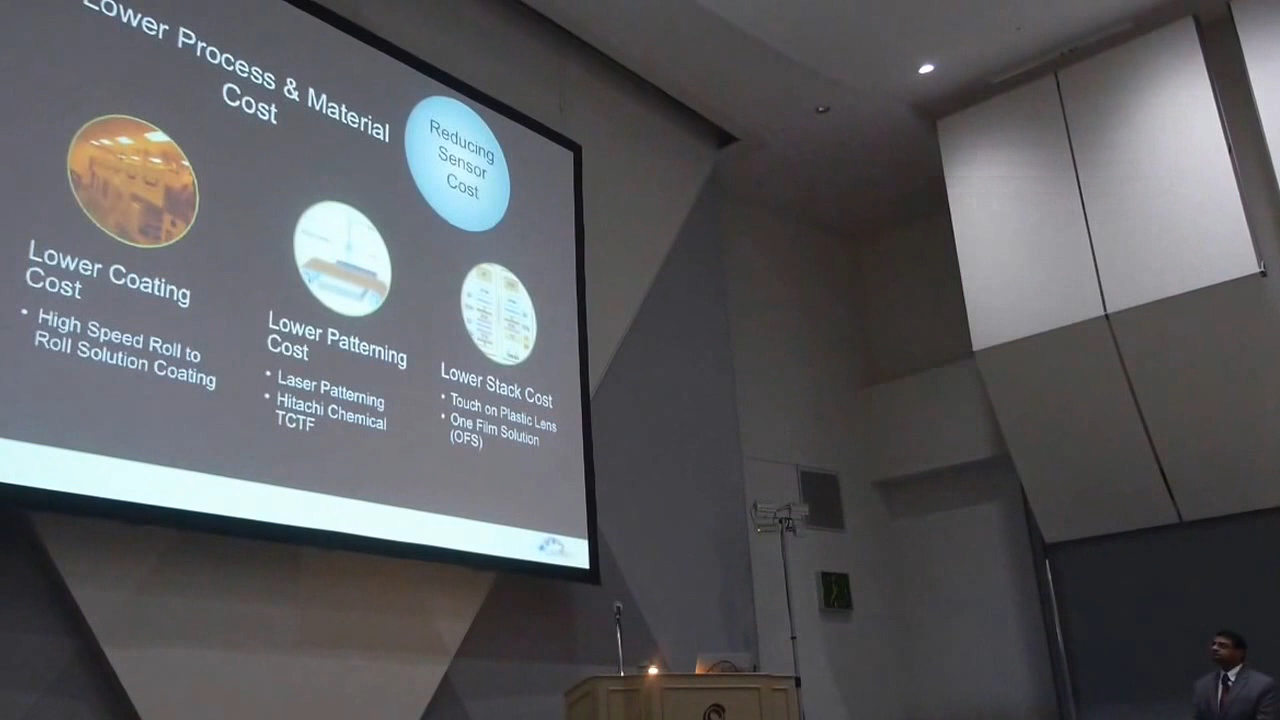 Lower Process & Material
Cost
Reducing
Sensor
Cost
Lower Coating
Cost
• High Speed Roll to
Roll Solution Coating
Lower Patterning
Cost
• Laser Patterning
• Hitachi Chemical
TCTF
Lower Stack Cost
• Touch on Plastic Lens
• One Film Solution
(OFS)